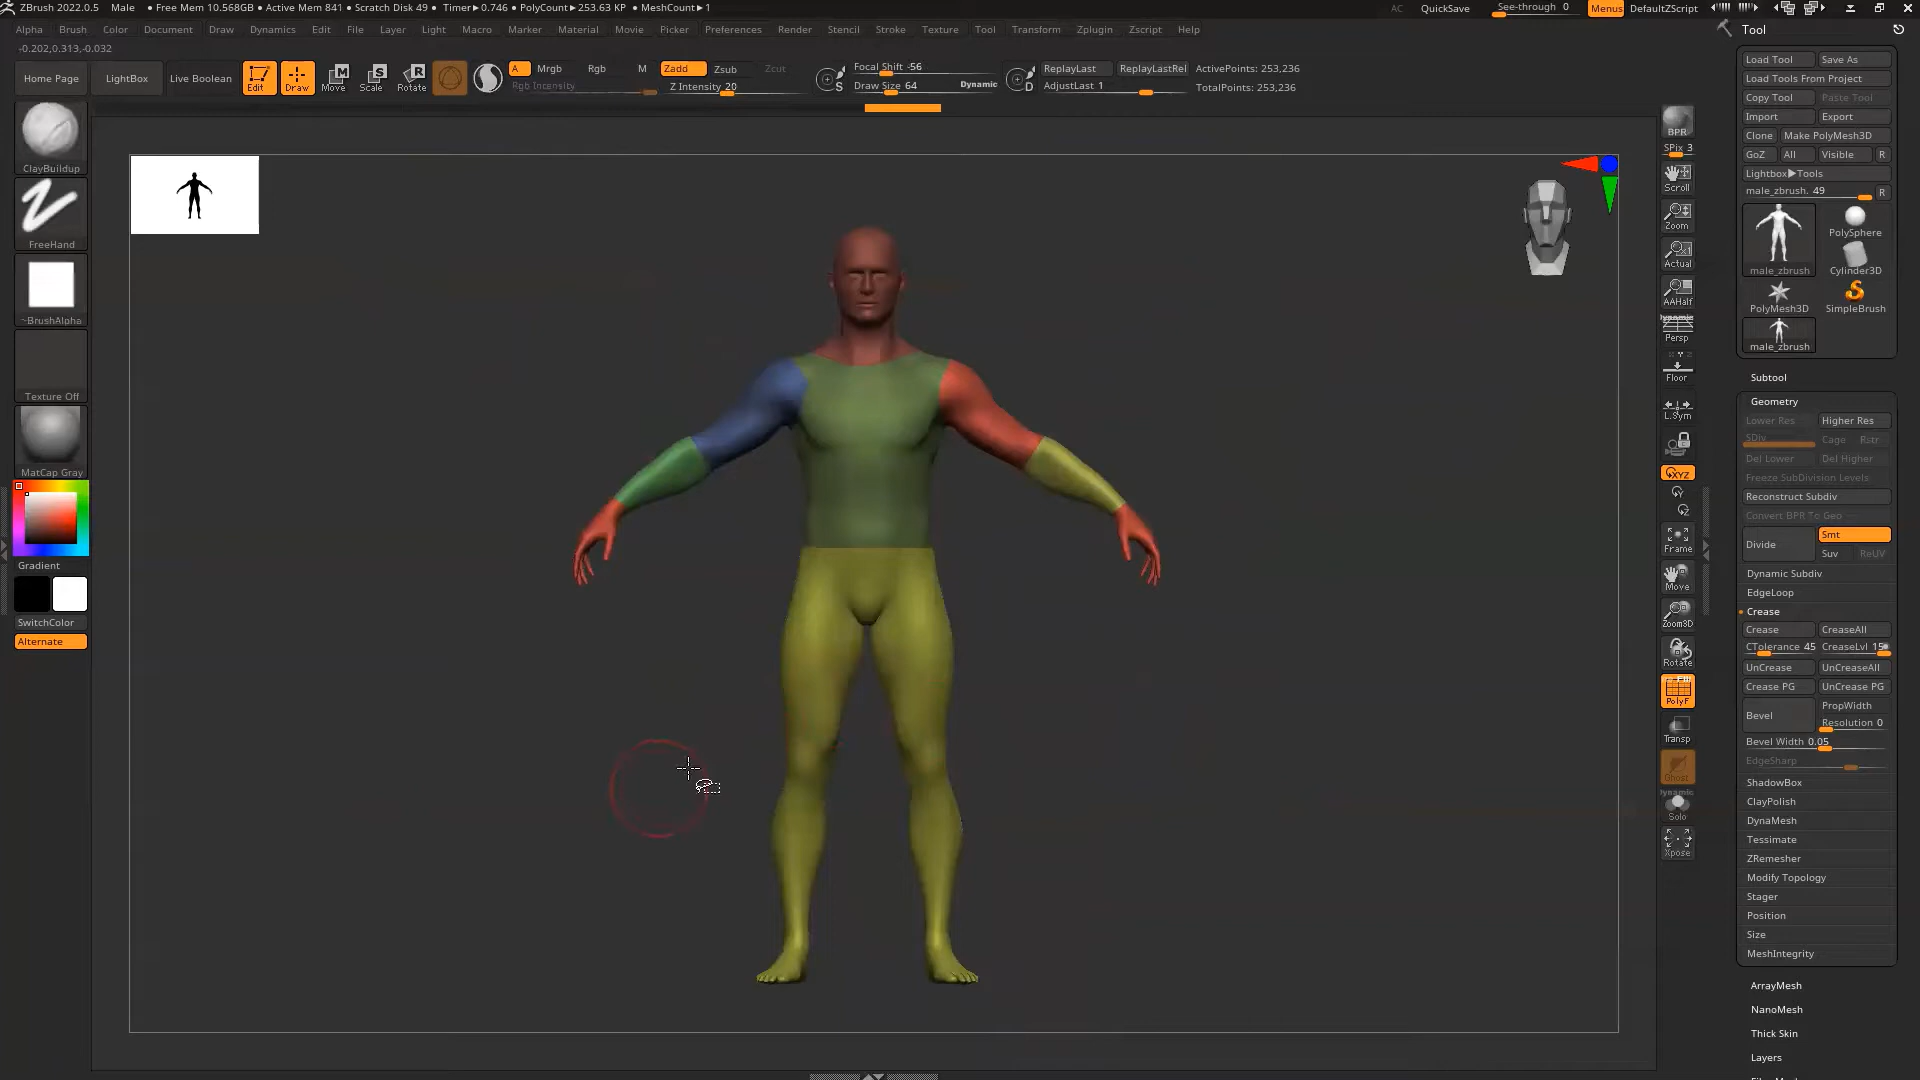 ZBrush 2022.0.5 Male • Free Mem 10.568GB • Active Mem 841 • Scratch Disk 49 • Timer▶0.746 • PolyCount▶253.63 KP • MeshCount▶1 AC QuickSave See-through 0 Menus DefaultZScript
Alpha Brush Color Document Draw Dynamics Edit File Layer Light Macro Marker Material Movie Picker Preferences Render Stencil Stroke Texture Tool Transform Zplugin Zscript Help
-0.202,0.319,-0.032
Home Page LightBox Live Boolean Edit Draw Move Scale Rotate
A Mrgb Rgb M Zadd Zsub Zcut
Rgb Intensity Z Intensity 20
S Focal Shift -56
Draw Size 64 Dynamic D
ReplayLast ReplayLastRel ActivePoints: 253,236
AdjustLast 1 TotalPoints: 253,236
ClayBuildup
FreeHand
~BrushAlpha
Texture Off
MatCap Gray
Gradient
SwitchColor
Alternate
BPR
SPix 3
Scroll
Zoom
Actual
AAHalf
Dynamic
Persp
Floor
L.Sym
XYZ
Frame
Move
Zoom3D
Rotate
PolyF
Transp
Ghost
Dynamic
Solo
Xpose
Tool
Load Tool Save As
Load Tools From Project
Copy Tool Paste Tool
Import Export
Clone Make PolyMesh3D
GoZ All Visible R
Lightbox▶Tools
male_zbrush. 49 R
male_zbrush PolySphere
Cylinder3D
PolyMesh3D SimpleBrush
male_zbrush
Subtool
Geometry
Lower Res Higher Res
SDiv Cage Rstr
Del Lower Del Higher
Freeze SubDivision Levels
Reconstruct Subdiv
Convert BPR To Geo
Divide Smt
Suv ReUV
Dynamic Subdiv
EdgeLoop
Crease
Crease CreaseAll
CTolerance 45 CreaseLvl 15
UnCrease UnCreaseAll
Crease PG UnCrease PG
Bevel PropWidth
Resolution 0
Bevel Width 0.05
EdgeSharp
ShadowBox
ClayPolish
DynaMesh
Tessimate
ZRemesher
Modify Topology
Stager
Position
Size
MeshIntegrity
ArrayMesh
NanoMesh
Thick Skin
Layers